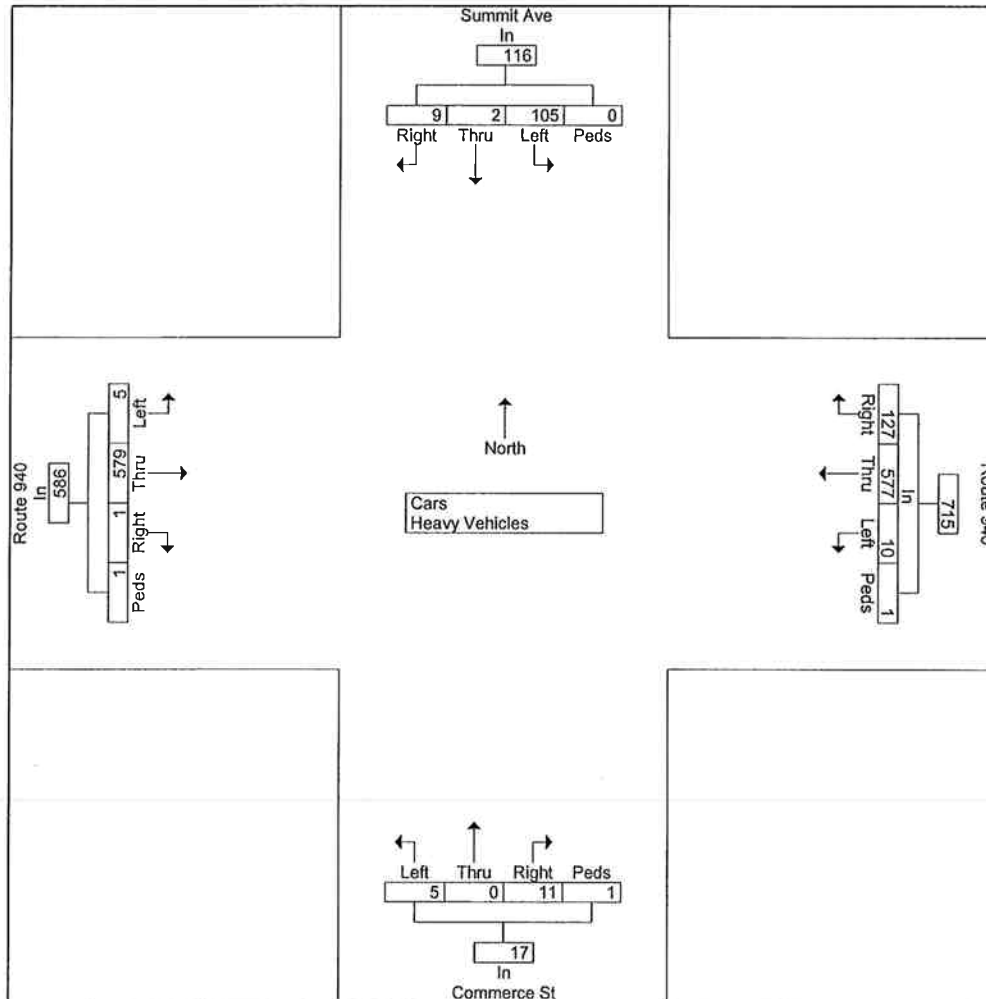 Summit Ave
In
116
9 2 105 0
Right Thru Left Peds
Route 940
In
586
5 579 1 1
Left Thru Right Peds
North
Cars
Heavy Vehicles
Right Thru Left Peds
127 577 10 1
In
715
Route 940
Left Thru Right Peds
5 0 11 1
17
In
Commerce St